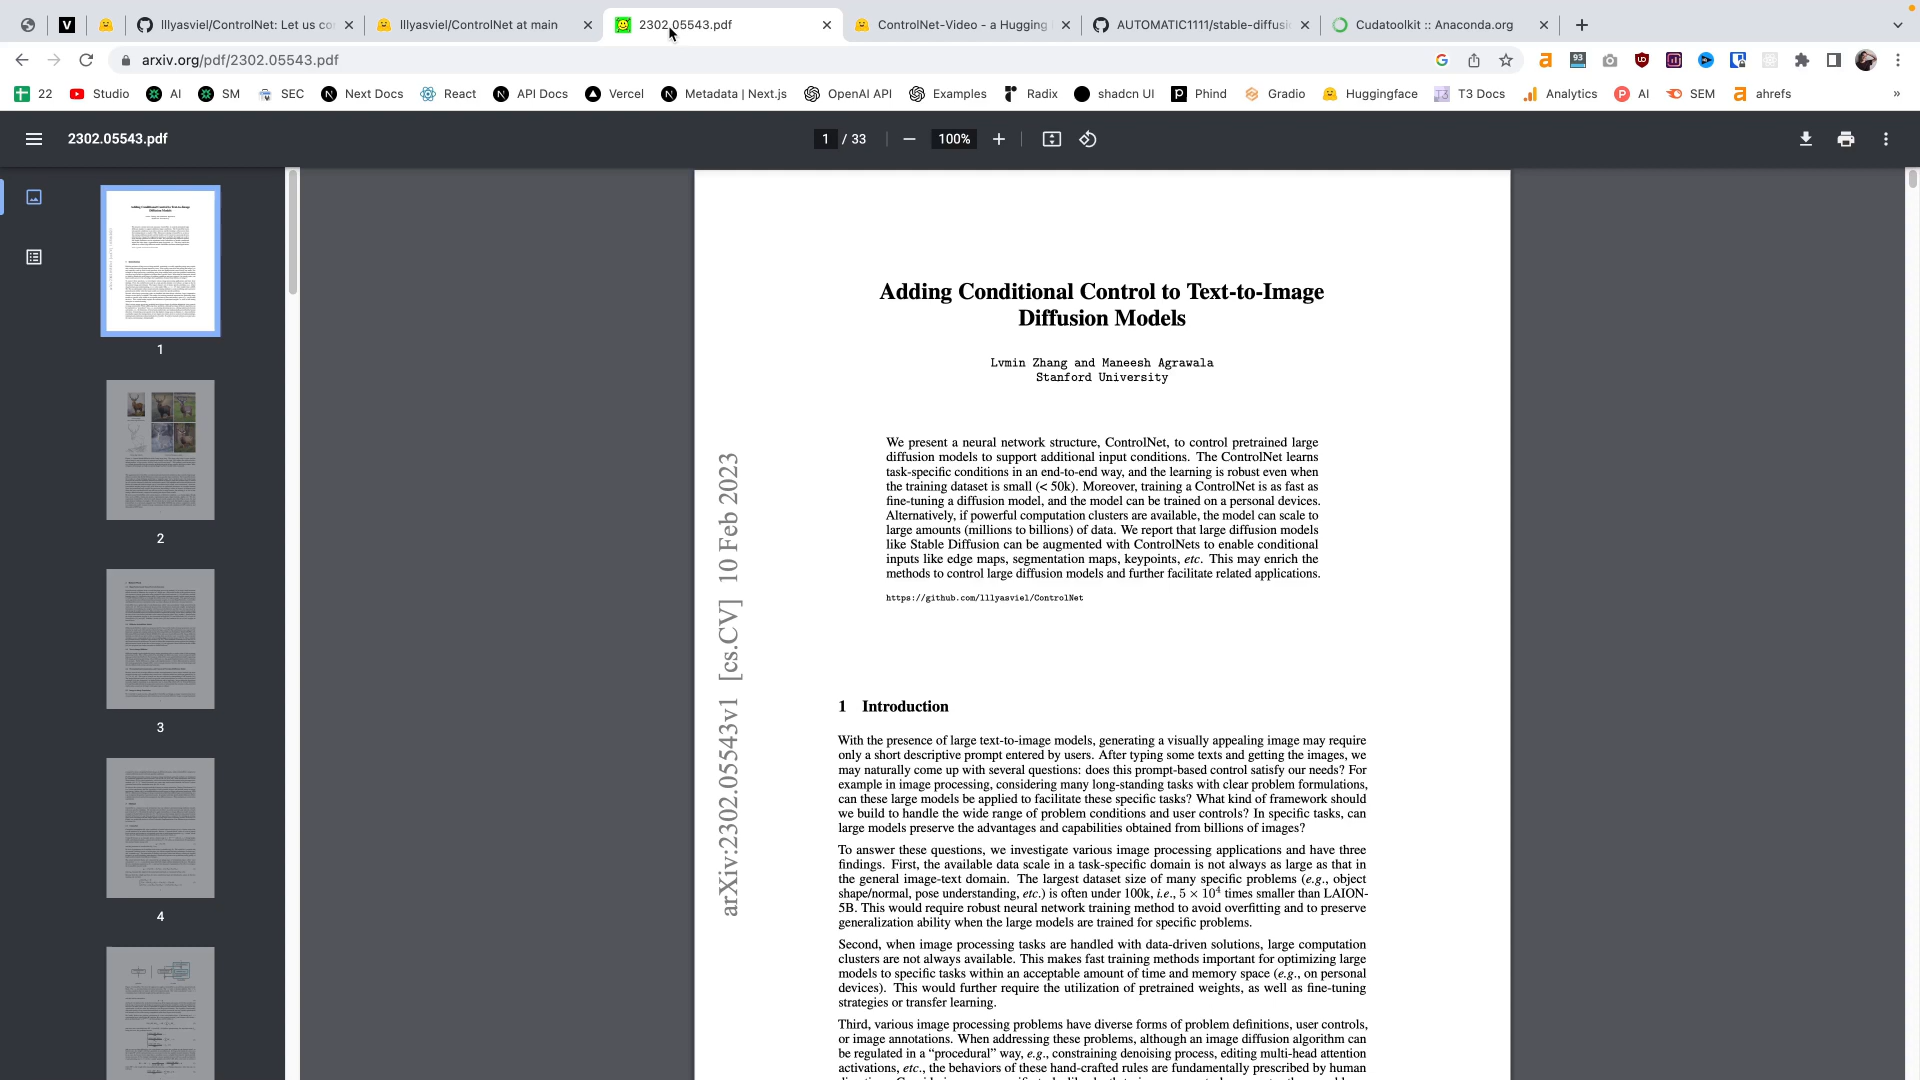 lllyasviel/ControlNet: Let us co
lllyasviel/ControlNet at main
2302.05543.pdf
ControlNet-Video - a Hugging
AUTOMATIC1111/stable-diffusi
Cudatoolkit :: Anaconda.org
arxiv.org/pdf/2302.05543.pdf
93
22
Studio
AI
SM
SEC
Next Docs
React
API Docs
Vercel
Metadata | Next.js
OpenAI API
Examples
Radix
shadcn UI
Phind
Gradio
Huggingface
T3 Docs
Analytics
AI
SEM
ahrefs
»
2302.05543.pdf
1 / 33
100%
1
2
3
4
Adding Conditional Control to Text-to-Image
Diffusion Models
Lvmin Zhang and Maneesh Agrawala
Stanford University
We present a neural network structure, ControlNet, to control pretrained large
diffusion models to support additional input conditions. The ControlNet learns
task-specific conditions in an end-to-end way, and the learning is robust even when
the training dataset is small (< 50k). Moreover, training a ControlNet is as fast as
fine-tuning a diffusion model, and the model can be trained on a personal devices.
Alternatively, if powerful computation clusters are available, the model can scale to
large amounts (millions to billions) of data. We report that large diffusion models
like Stable Diffusion can be augmented with ControlNets to enable conditional
inputs like edge maps, segmentation maps, keypoints, etc. This may enrich the
methods to control large diffusion models and further facilitate related applications.
https://github.com/lllyasviel/ControlNet
arXiv:2302.05543v1 [cs.CV] 10 Feb 2023
1 Introduction
With the presence of large text-to-image models, generating a visually appealing image may require
only a short descriptive prompt entered by users. After typing some texts and getting the images, we
may naturally come up with several questions: does this prompt-based control satisfy our needs? For
example in image processing, considering many long-standing tasks with clear problem formulations,
can these large models be applied to facilitate these specific tasks? What kind of framework should
we build to handle the wide range of problem conditions and user controls? In specific tasks, can
large models preserve the advantages and capabilities obtained from billions of images?
To answer these questions, we investigate various image processing applications and have three
findings. First, the available data scale in a task-specific domain is not always as large as that in
the general image-text domain. The largest dataset size of many specific problems (e.g., object
shape/normal, pose understanding, etc.) is often under 100k, i.e., 5 × 10⁴ times smaller than LAION-
5B. This would require robust neural network training method to avoid overfitting and to preserve
generalization ability when the large models are trained for specific problems.
Second, when image processing tasks are handled with data-driven solutions, large computation
clusters are not always available. This makes fast training methods important for optimizing large
models to specific tasks within an acceptable amount of time and memory space (e.g., on personal
devices). This would further require the utilization of pretrained weights, as well as fine-tuning
strategies or transfer learning.
Third, various image processing problems have diverse forms of problem definitions, user controls,
or image annotations. When addressing these problems, although an image diffusion algorithm can
be regulated in a “procedural” way, e.g., constraining denoising process, editing multi-head attention
activations, etc., the behaviors of these hand-crafted rules are fundamentally prescribed by human